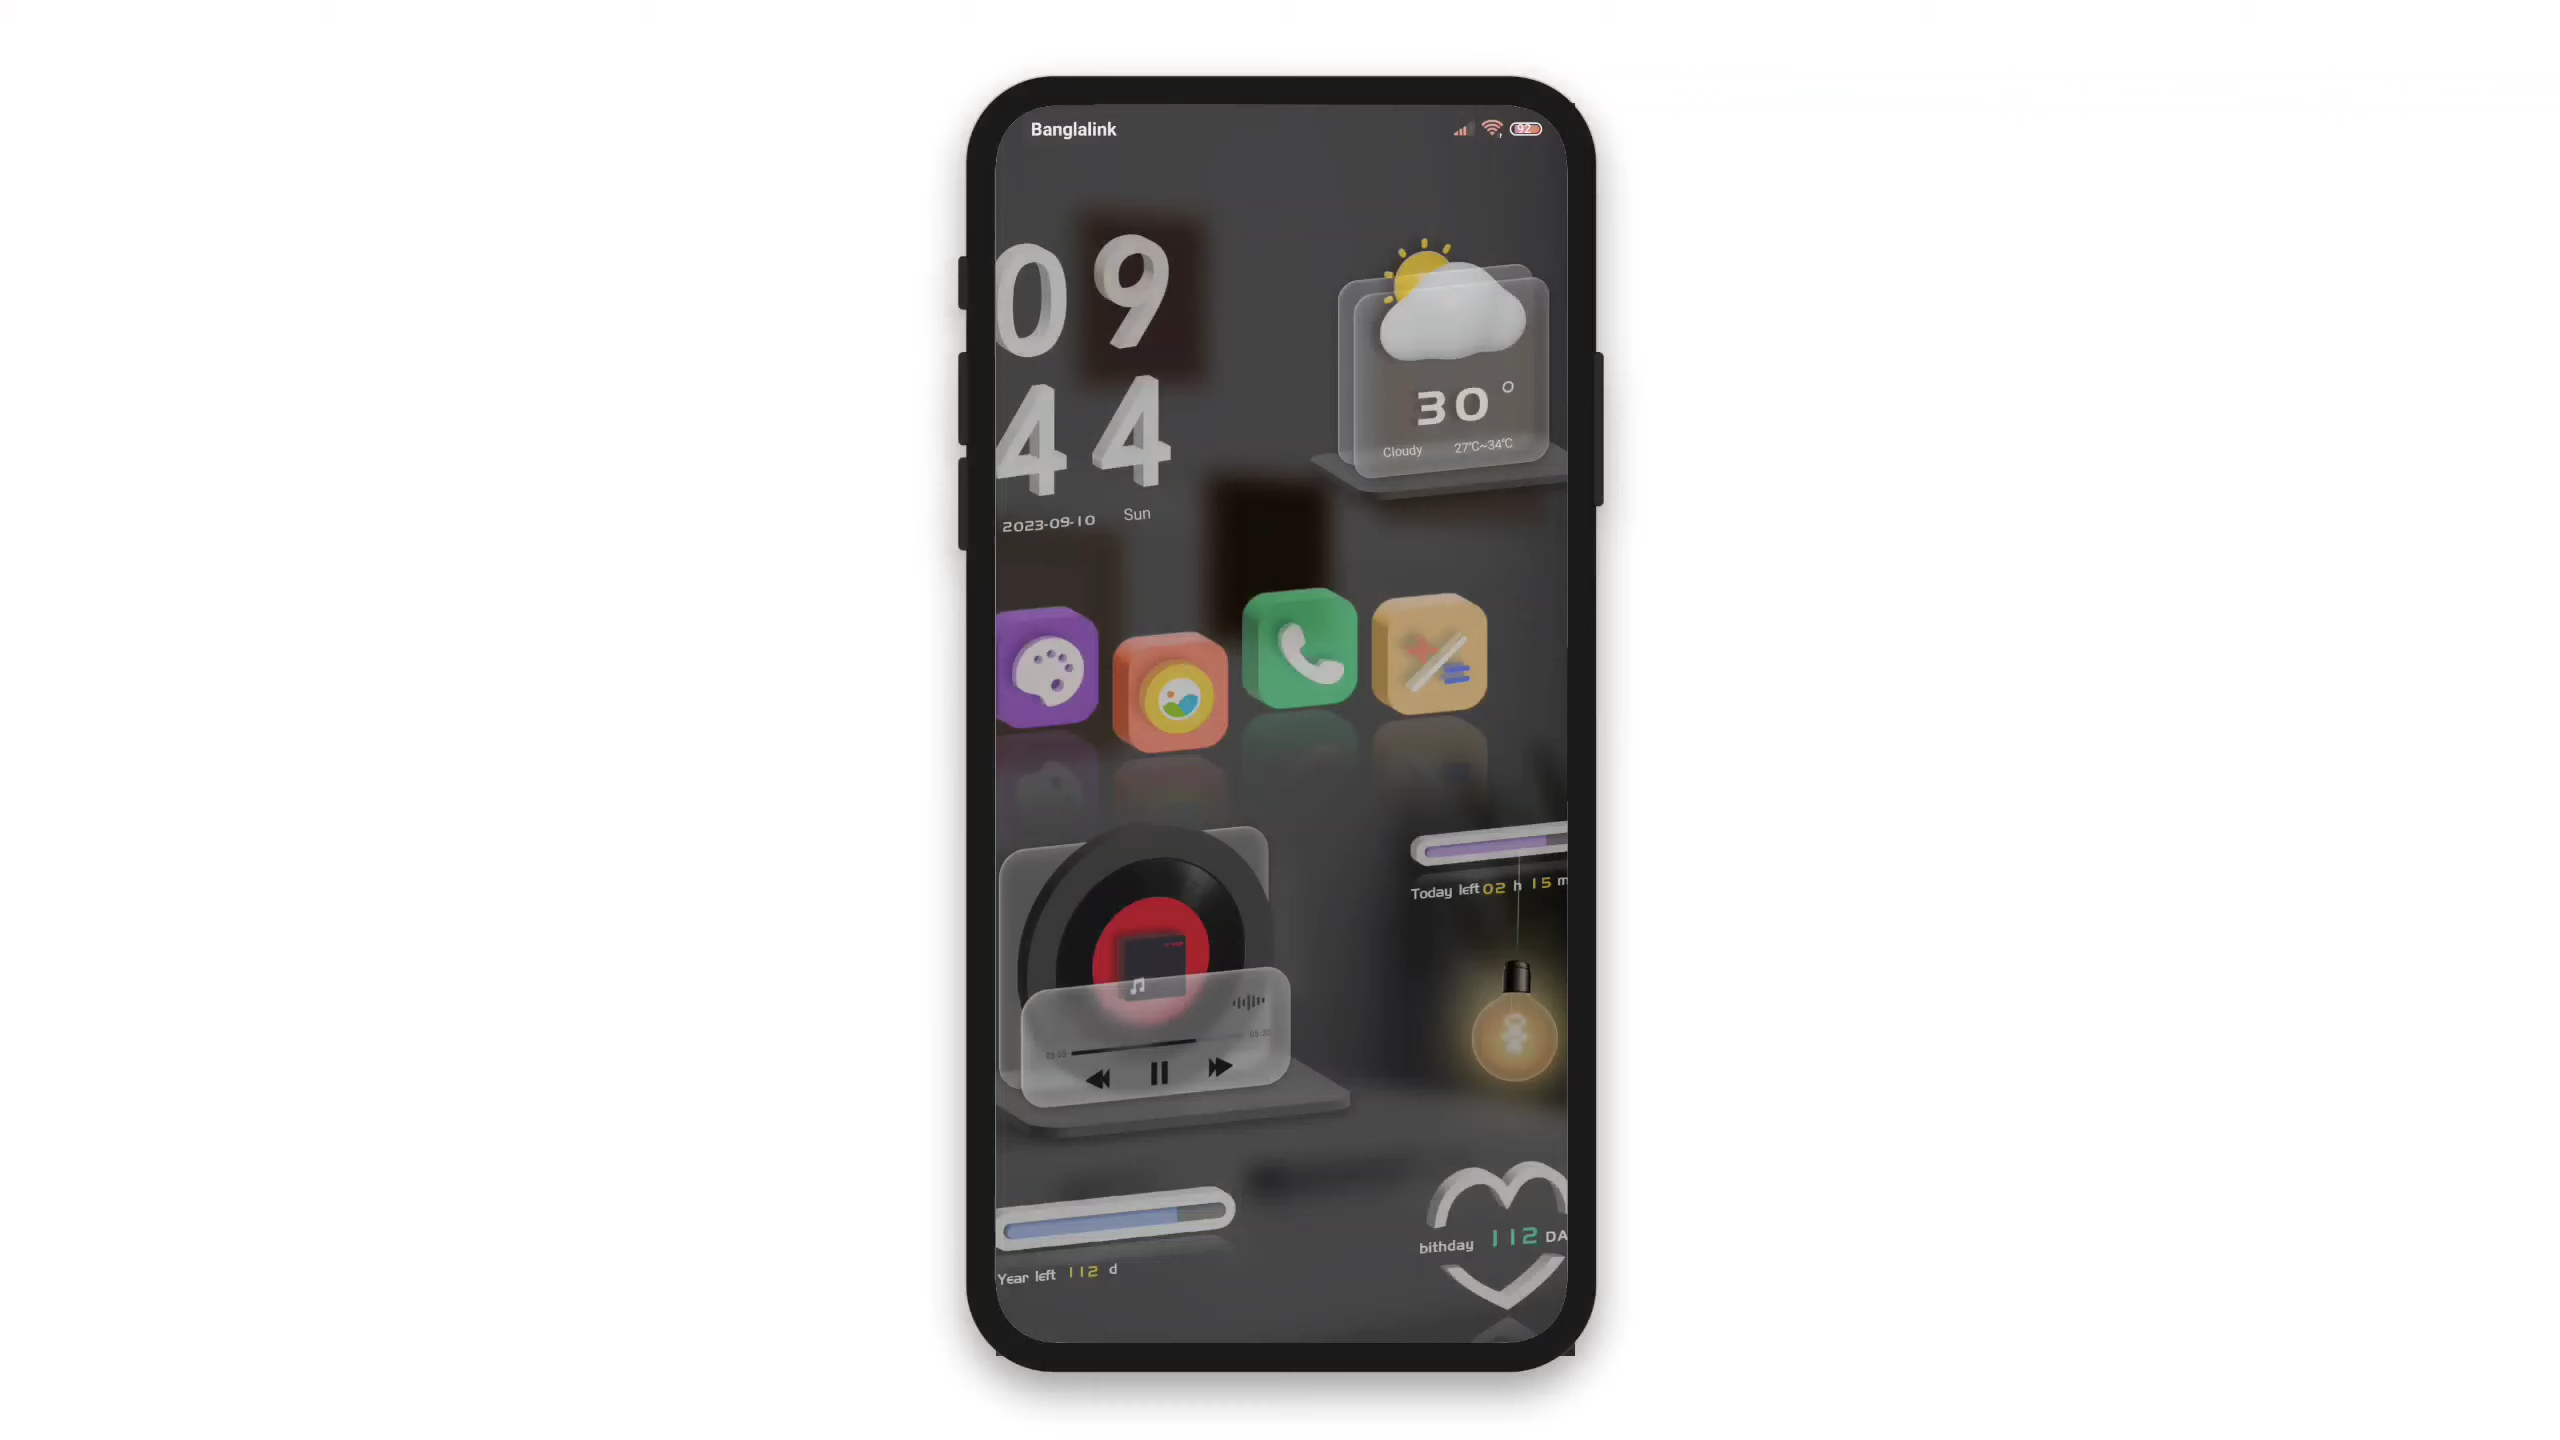 Banglalink 92
09
44
2023-09-10 Sun
30°
Cloudy 27℃~34℃
Today left 02 h 15 m
bithday 112 DA
Year left 112 d